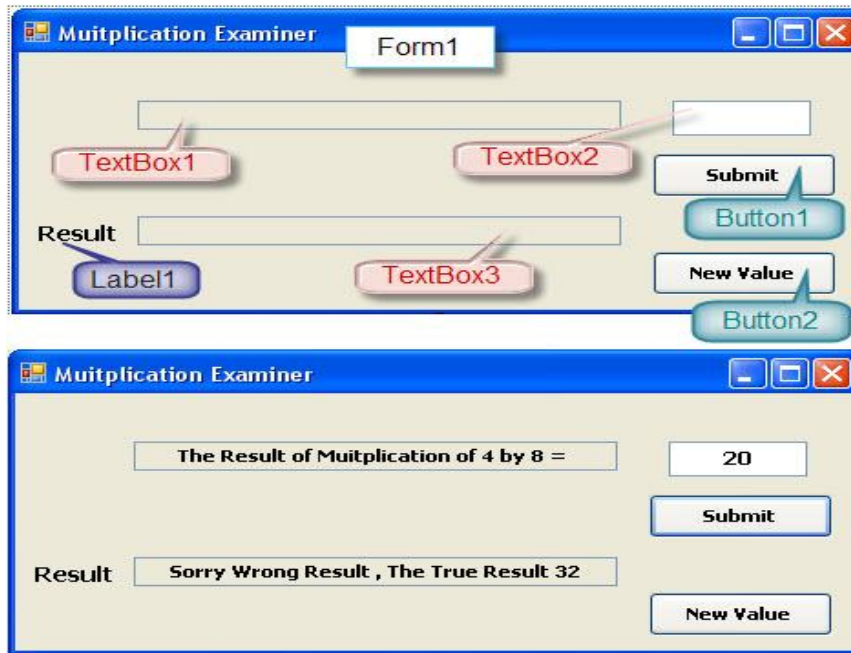 Muitplication Examiner
Form1
TextBox1
TextBox2
Submit
Button1
Result
Label1
TextBox3
New Value
Button2
Muitplication Examiner
The Result of Muitplication of 4 by 8 =
20
Submit
Result
Sorry Wrong Result , The True Result 32
New Value